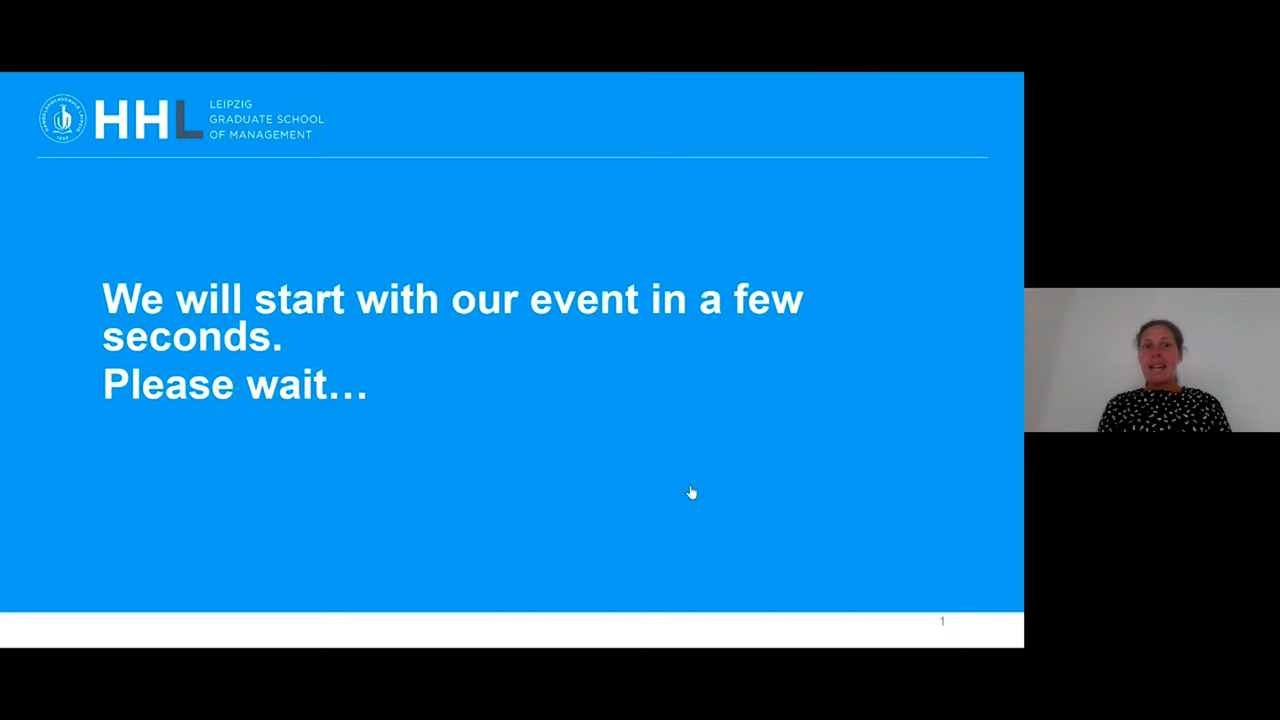 HHL
LEIPZIG
GRADUATE SCHOOL
OF MANAGEMENT
We will start with our event in a few
seconds.
Please wait…
1